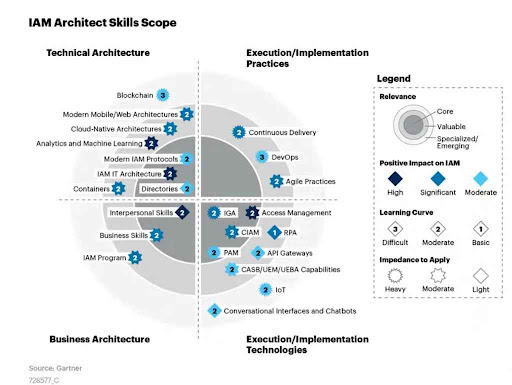 IAM Architect Skills Scope
Technical Architecture
Execution/Implementation
Practices
Legend
Relevance
Core
Valuable
Specialized/
Emerging
Positive Impact on IAM
High
Significant
Moderate
Learning Curve
3
2
1
Difficult
Moderate
Basic
Impedance to Apply
Heavy
Moderate
Light
Blockchain 3
Modern Mobile/Web Architectures 2
Cloud-Native Architectures 2
Analytics and Machine Learning 2
Modern IAM Protocols 2
IAM IT Architecture 2
Containers 2
Directories 2
2 Continuous Delivery
3 DevOps
2 Agile Practices
Interpersonal Skills 2
Business Skills 2
IAM Program 2
2 IGA
2 Access Management
2 CIAM
1 RPA
2 PAM
2 API Gateways
2 CASB/UEM/UEBA Capabilities
2 IoT
2 Conversational Interfaces and Chatbots
Business Architecture
Execution/Implementation
Technologies
Source: Gartner
728577_C